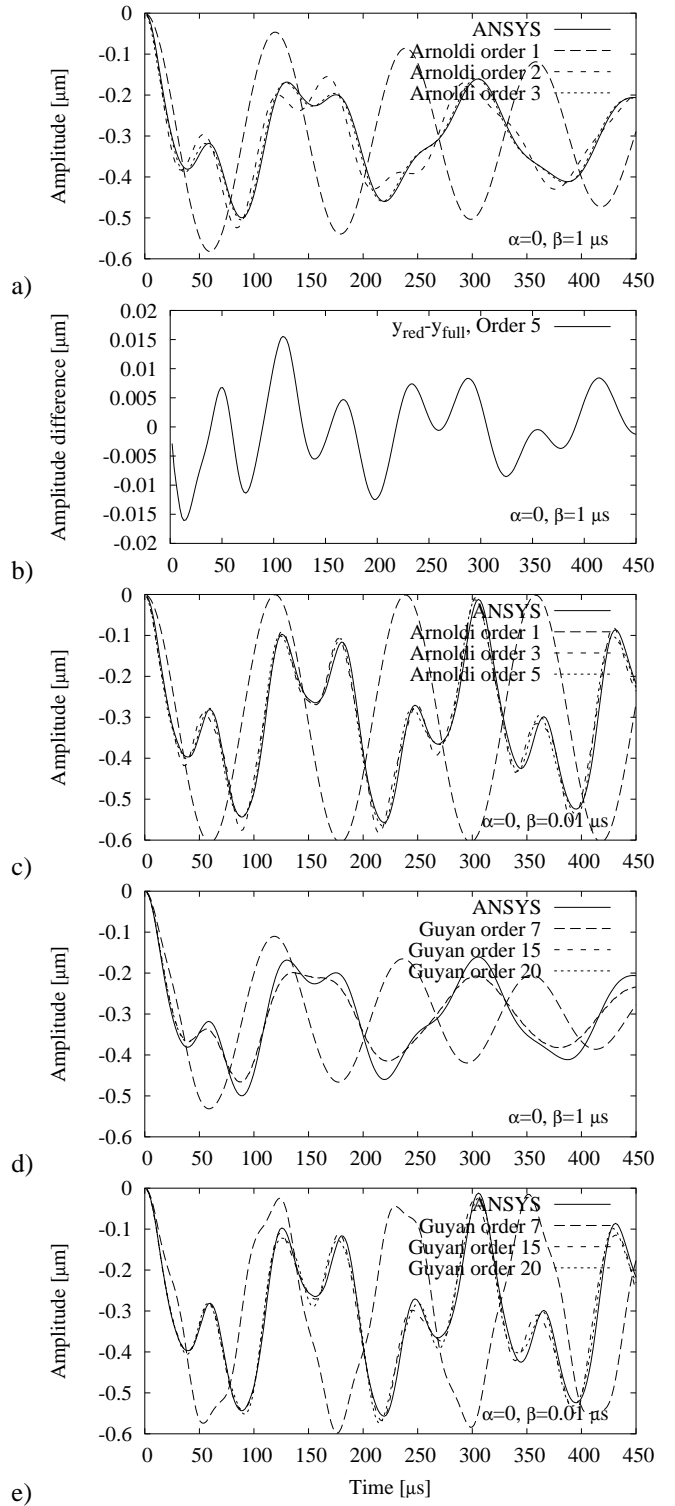 0
-0.1
-0.2
-0.3
-0.4
-0.5
-0.6
Amplitude [μm]
ANSYS
Arnoldi order 1
Arnoldi order 2
Arnoldi order 3
α=0, β=1 μs
0 50 100 150 200 250 300 350 400 450
a)
0.02
0.015
0.01
0.005
0
-0.005
-0.01
-0.015
-0.02
Amplitude difference [μm]
y_red-y_full, Order 5
α=0, β=1 μs
0 50 100 150 200 250 300 350 400 450
b)
0
-0.1
-0.2
-0.3
-0.4
-0.5
-0.6
Amplitude [μm]
ANSYS
Arnoldi order 1
Arnoldi order 3
Arnoldi order 5
α=0, β=0.01 μs
0 50 100 150 200 250 300 350 400 450
c)
0
-0.1
-0.2
-0.3
-0.4
-0.5
-0.6
Amplitude [μm]
ANSYS
Guyan order 7
Guyan order 15
Guyan order 20
α=0, β=1 μs
0 50 100 150 200 250 300 350 400 450
d)
0
-0.1
-0.2
-0.3
-0.4
-0.5
-0.6
Amplitude [μm]
ANSYS
Guyan order 7
Guyan order 15
Guyan order 20
α=0, β=0.01 μs
0 50 100 150 200 250 300 350 400 450
Time [μs]
e)